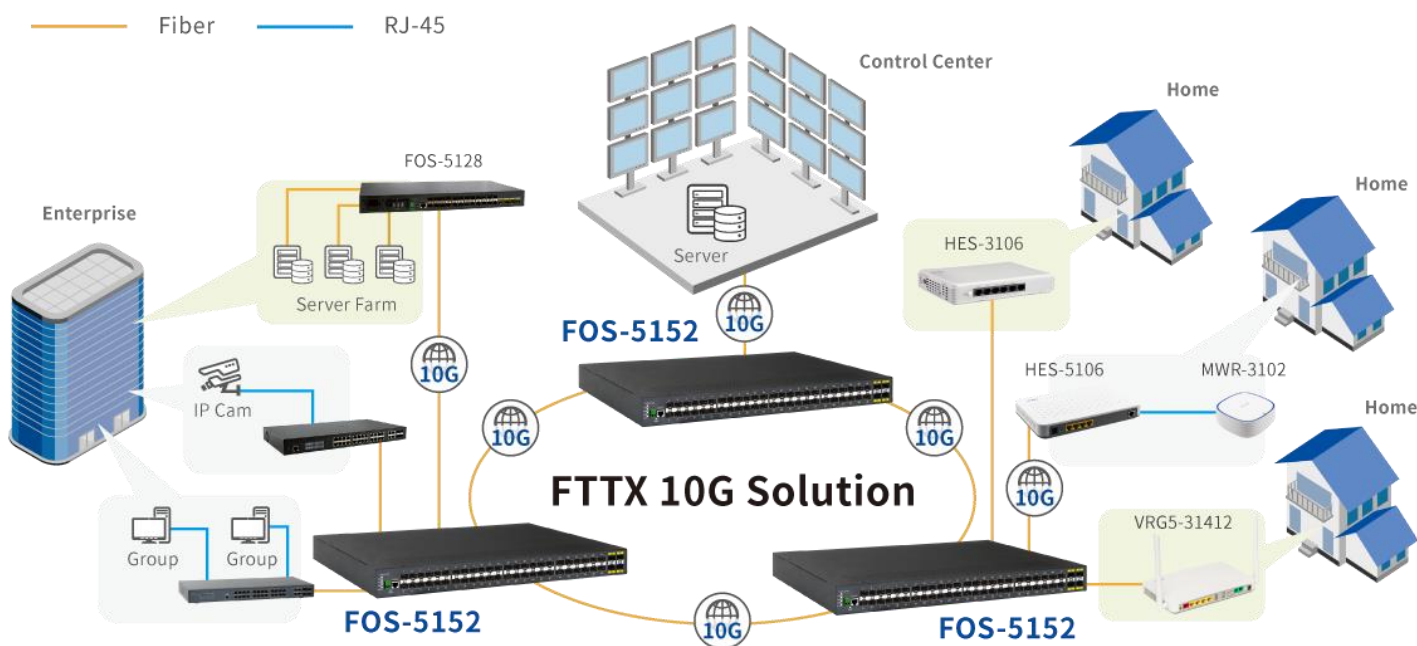 Fiber
RJ-45
Control Center
Home
FOS-5128
Home
Enterprise
HES-3106
Server
Server Farm
10G
FOS-5152
10G
HES-5106
MWR-3102
IP Cam
Home
10G
10G
FTTX 10G Solution
10G
VRG5-31412
Group
Group
FOS-5152
10G
FOS-5152